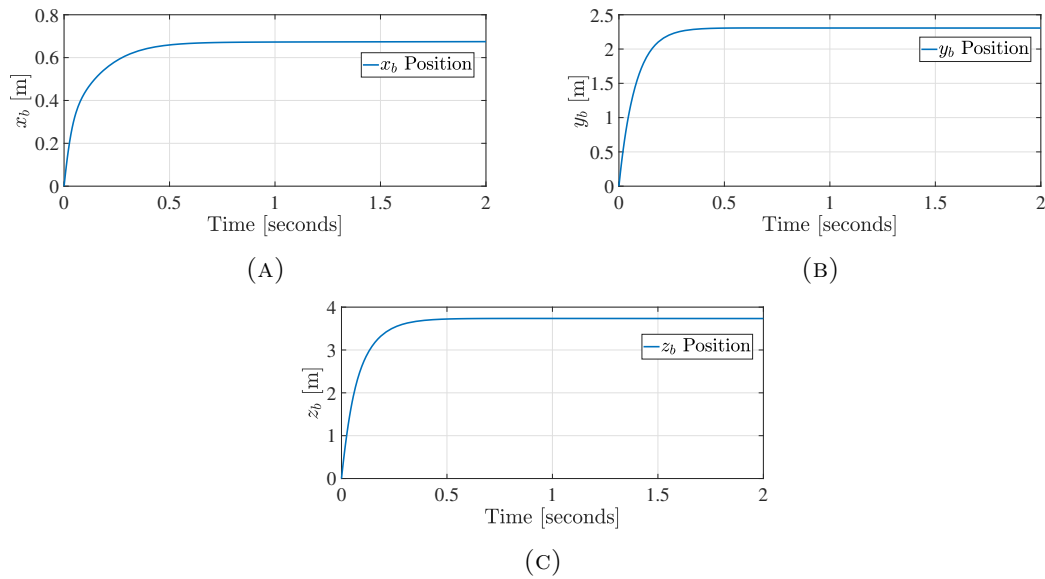 0.8
0.6
0.4
0.2
0
x_b [m]
x_b Position
0 0.5 1 1.5 2
Time [seconds]
(A)
2.5
2
1.5
1
0.5
0
y_b [m]
y_b Position
0 0.5 1 1.5 2
Time [seconds]
(B)
4
3
2
1
0
z_b [m]
z_b Position
0 0.5 1 1.5 2
Time [seconds]
(C)